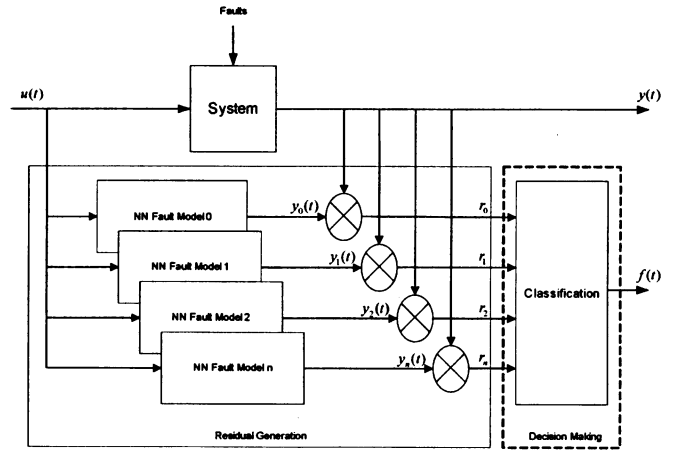 Faults
u(t)
System
y(t)
NN Fault Model 0
y₀(t)
r₀
NN Fault Model 1
y₁(t)
r₁
NN Fault Model 2
y₂(t)
r₂
NN Fault Model n
yₙ(t)
rₙ
Classification
f(t)
Residual Generation
Decision Making